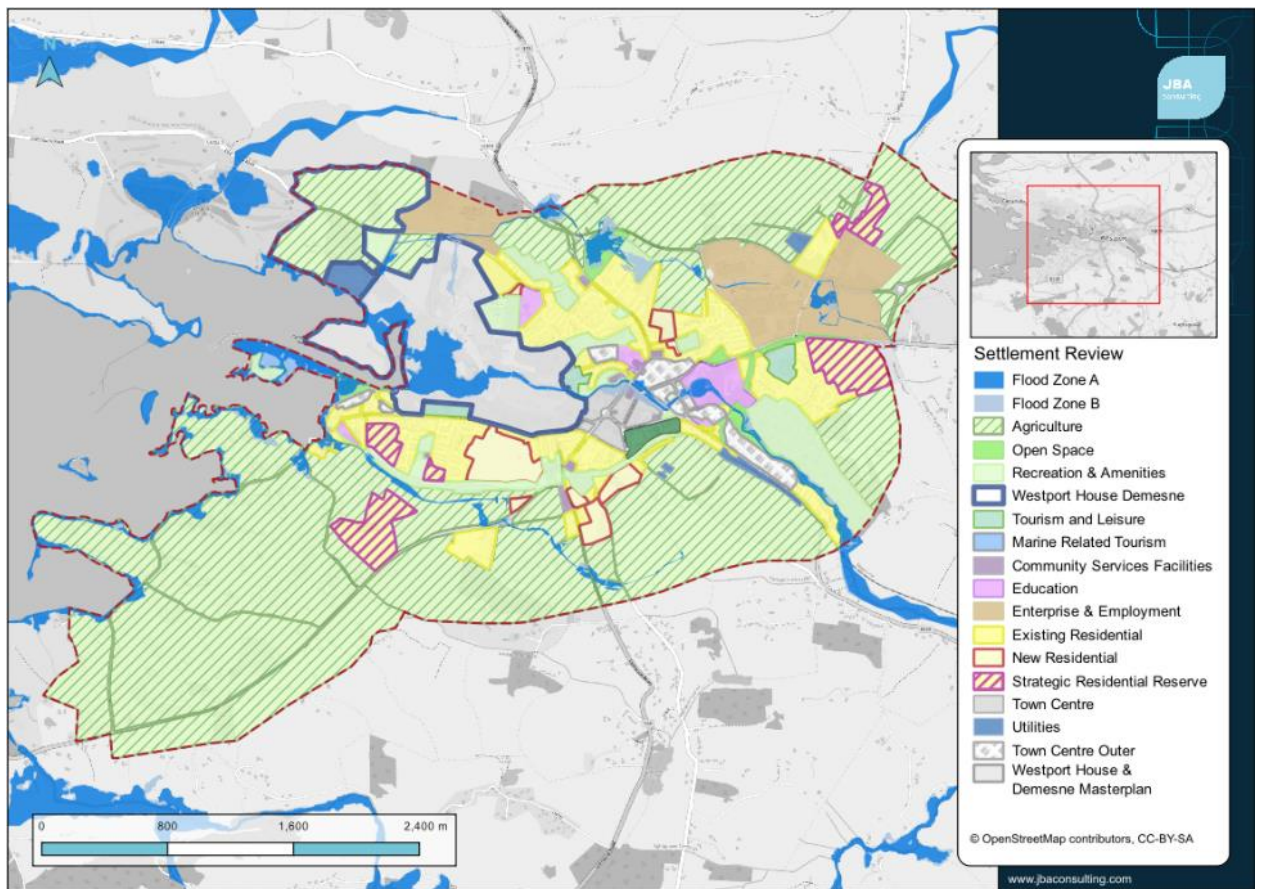 N
JBA
consulting
Settlement Review
Flood Zone A
Flood Zone B
Agriculture
Open Space
Recreation & Amenities
Westport House Demesne
Tourism and Leisure
Marine Related Tourism
Community Services Facilities
Education
Enterprise & Employment
Existing Residential
New Residential
Strategic Residential Reserve
Town Centre
Utilities
Town Centre Outer
Westport House &
Demesne Masterplan
© OpenStreetMap contributors, CC-BY-SA
0 800 1,600 2,400 m
www.jbaconsulting.com